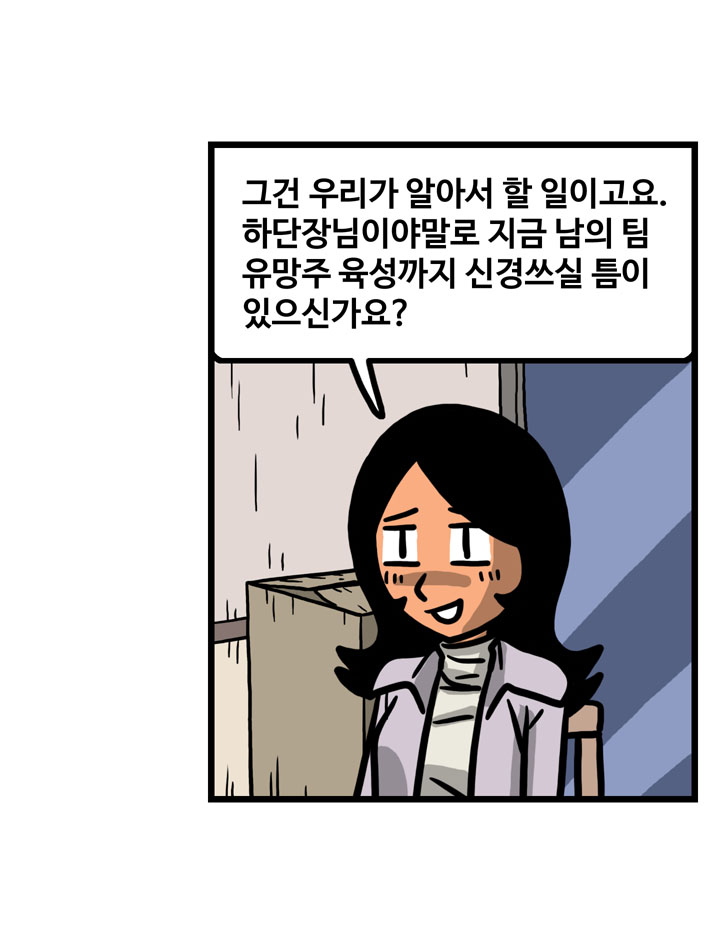 그건 우리가 알아서 할 일이고요.
하단장님이야말로 지금 남의 팀
유망주 육성까지 신경쓰실 틈이
있으신가요?